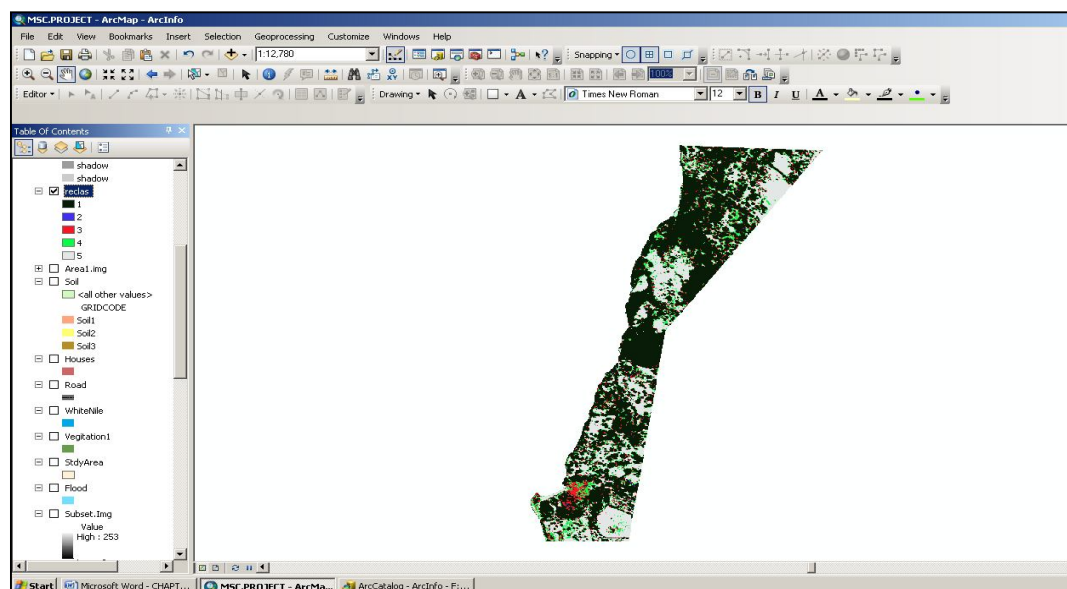 MSC.PROJECT - ArcMap - ArcInfo
File Edit View Bookmarks Insert Selection Geoprocessing Customize Windows Help
1:12,780
Snapping
100%
Editor
Drawing
A
Times New Roman
12
B I U A
Table Of Contents
shadow
shadow
reclas
1
2
3
4
5
Area1.img
Soil
<all other values>
GRIDCODE
Soil1
Soil2
Soil3
Houses
Road
WhiteNile
Vegitation1
StdyArea
Flood
Subset.Img
Value
High : 253
Start
Microsoft Word - CHAPT...
MSC.PROJECT - ArcMa...
ArcCatalog - ArcInfo - F:...